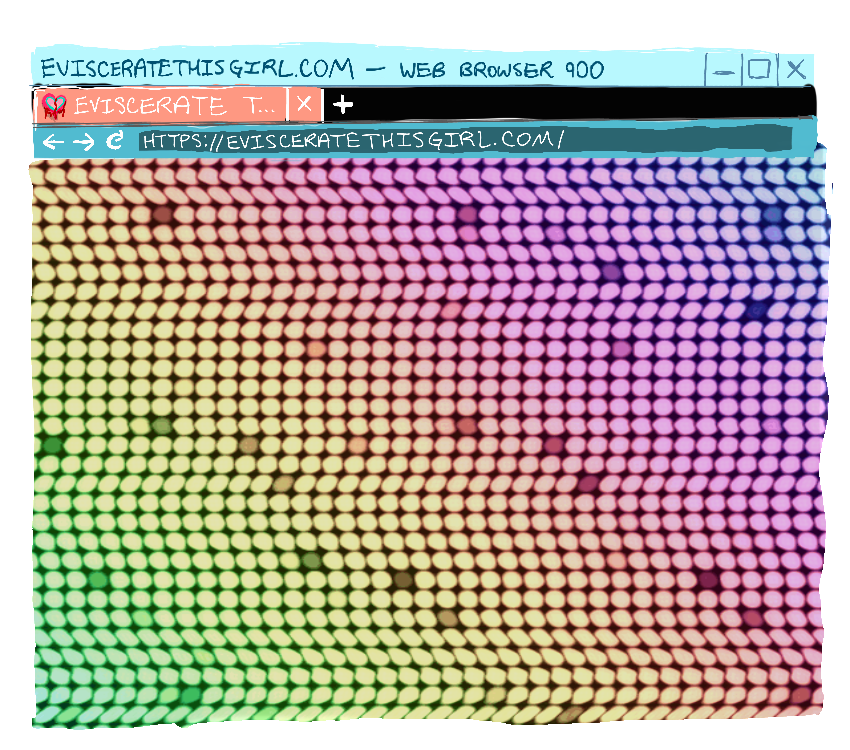 EVISCERATETHISGIRL.COM — WEB BROWSER 900
EVISCERATE T...
HTTPS://EVISCERATETHISGIRL.COM/